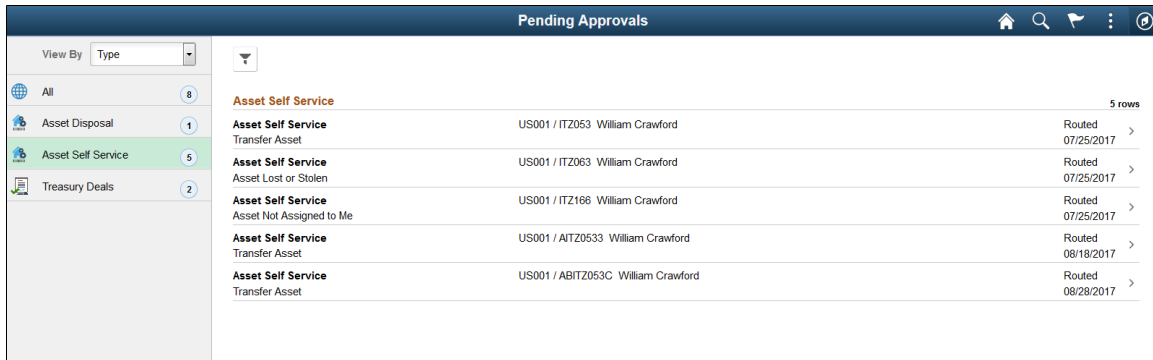 Pending Approvals
View By Type
All 8
Asset Disposal 1
Asset Self Service 5
Treasury Deals 2
Asset Self Service 5 rows
Asset Self Service US001 / ITZ053 William Crawford Routed
Transfer Asset 07/25/2017
Asset Self Service US001 / ITZ063 William Crawford Routed
Asset Lost or Stolen 07/25/2017
Asset Self Service US001 / ITZ166 William Crawford Routed
Asset Not Assigned to Me 07/25/2017
Asset Self Service US001 / AITZ0533 William Crawford Routed
Transfer Asset 08/18/2017
Asset Self Service US001 / ABITZ053C William Crawford Routed
Transfer Asset 08/28/2017